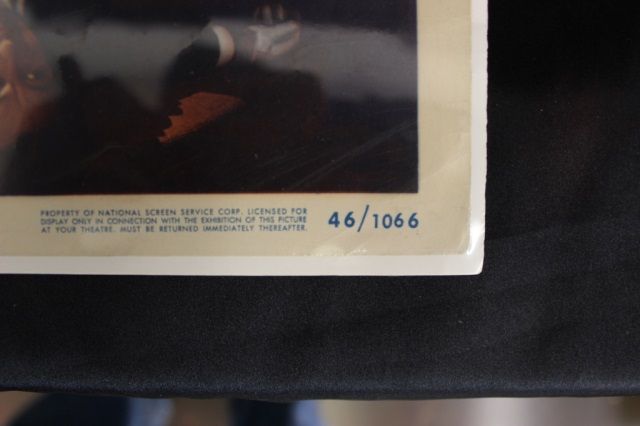 PROPERTY OF NATIONAL SCREEN SERVICE CORP. LICENSED FOR
DISPLAY ONLY IN CONNECTION WITH THE EXHIBITION OF THIS PICTURE
AT YOUR THEATRE. MUST BE RETURNED IMMEDIATELY THEREAFTER.
46/1066